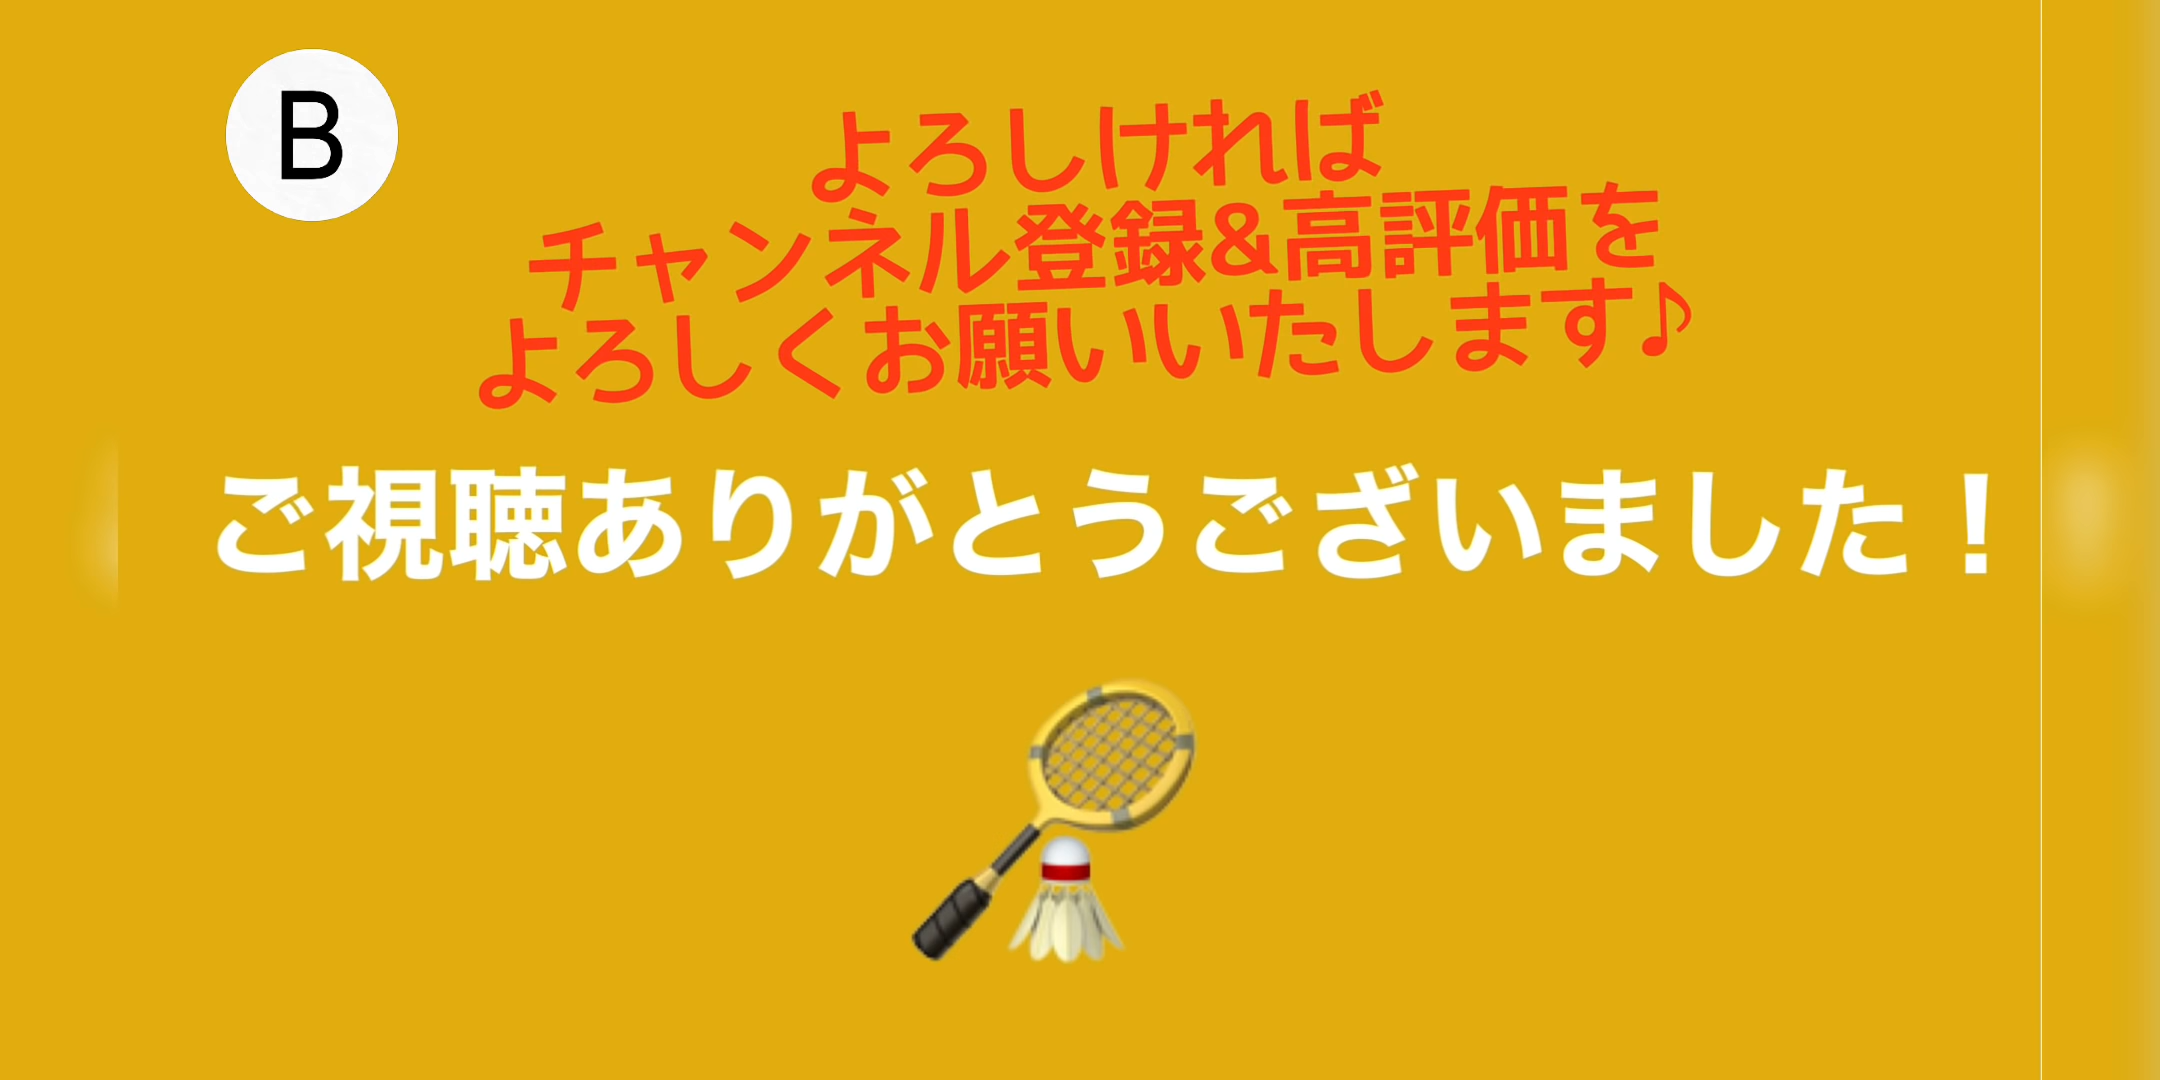 B
よろしければ
チャンネル登録&高評価を
よろしくお願いいたします♪
ご視聴ありがとうございました！